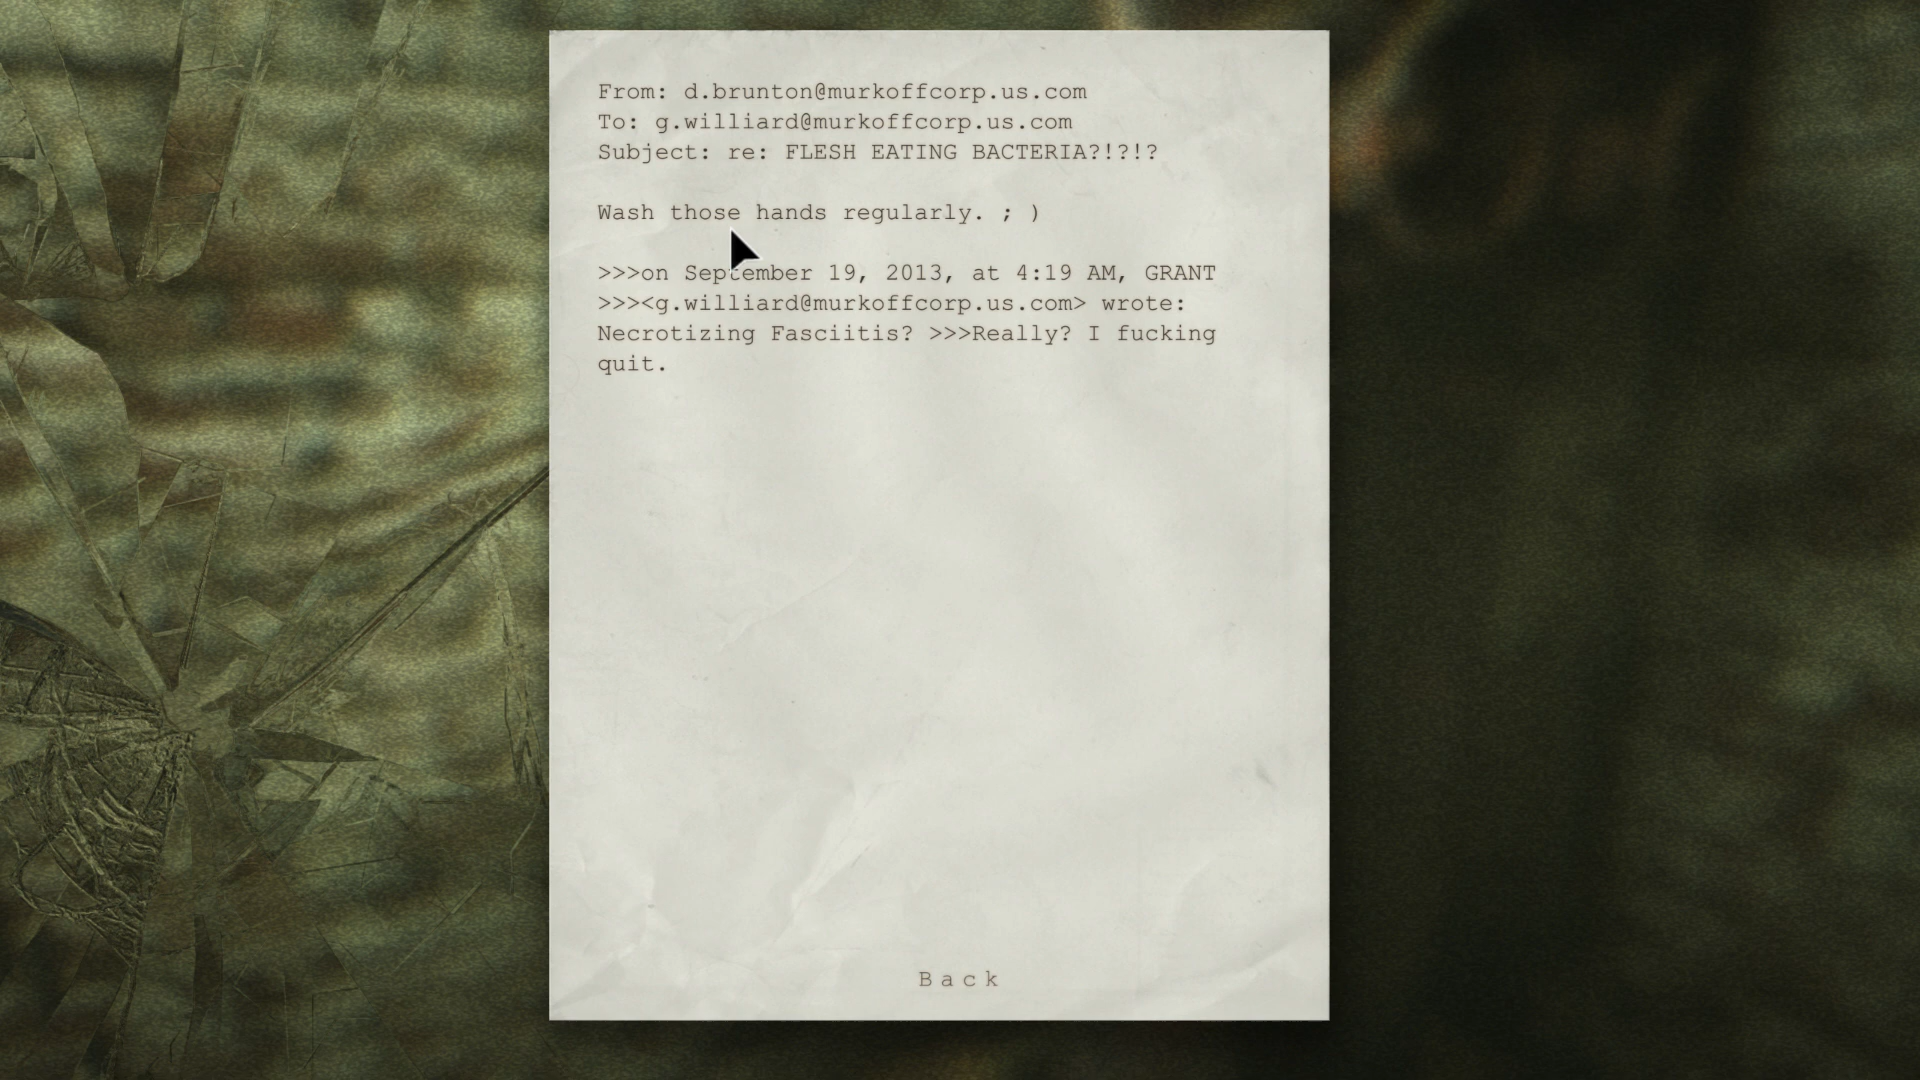 From: d.brunton@murkoffcorp.us.com
To: g.williard@murkoffcorp.us.com
Subject: re: FLESH EATING BACTERIA?!?!?
Wash those hands regularly. ; )
>>>on September 19, 2013, at 4:19 AM, GRANT
>>><g.williard@murkoffcorp.us.com> wrote:
Necrotizing Fasciitis? >>>Really? I fucking
quit.
Back